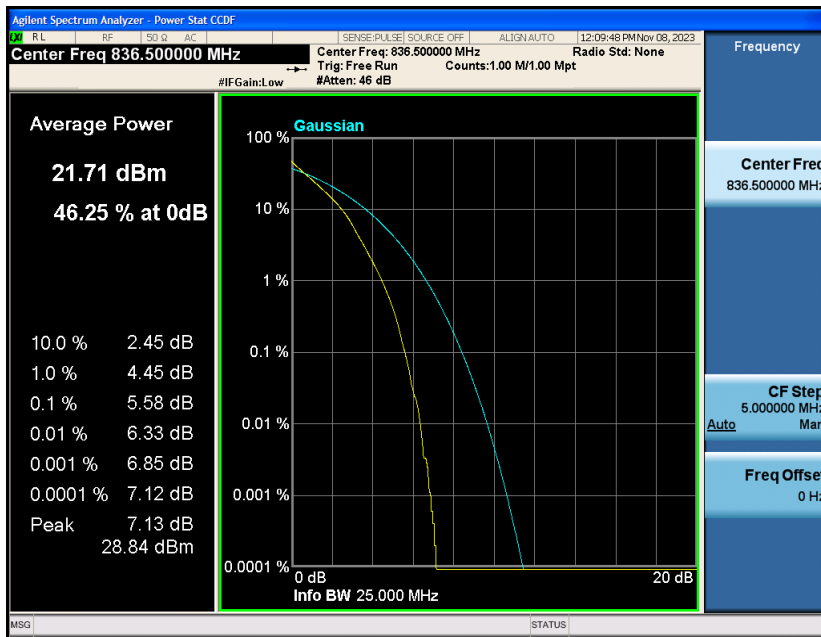 Agilent Spectrum Analyzer - Power Stat CCDF
LXI RL RF 50 Ω AC SENSE:PULSE SOURCE OFF ALIGN AUTO 12:09:48 PM Nov 08, 2023
Center Freq 836.500000 MHz
Center Freq: 836.500000 MHz Radio Std: None
Trig: Free Run Counts:1.00 M/1.00 Mpt
#IFGain:Low #Atten: 46 dB
Average Power
21.71 dBm
46.25 % at 0dB
10.0 % 2.45 dB
1.0 % 4.45 dB
0.1 % 5.58 dB
0.01 % 6.33 dB
0.001 % 6.85 dB
0.0001 % 7.12 dB
Peak 7.13 dB
28.84 dBm
Gaussian
100 %
10 %
1 %
0.1 %
0.01 %
0.001 %
0.0001 %
0 dB 20 dB
Info BW 25.000 MHz
Frequency
Center Freq
836.500000 MHz
CF Step
5.000000 MHz
Auto Man
Freq Offset
0 Hz
MSG STATUS